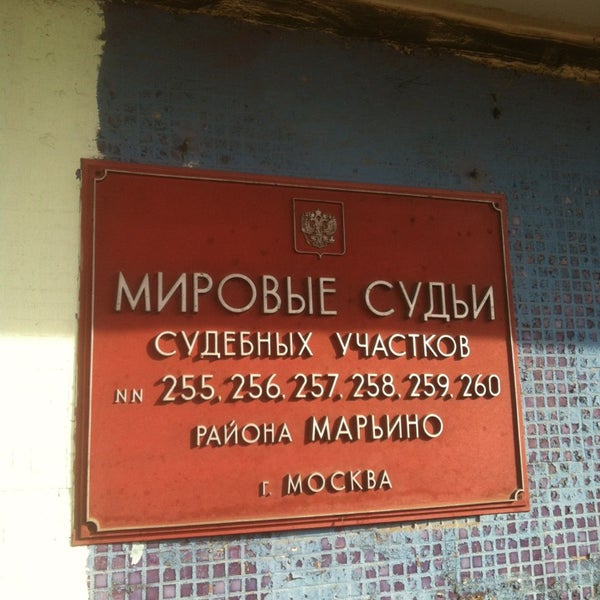 МИРОВЫЕ СУДЬИ
СУДЕБНЫХ УЧАСТКОВ
NN 255, 256, 257, 258, 259, 260
РАЙОНА МАРЬИНО
г. МОСКВА